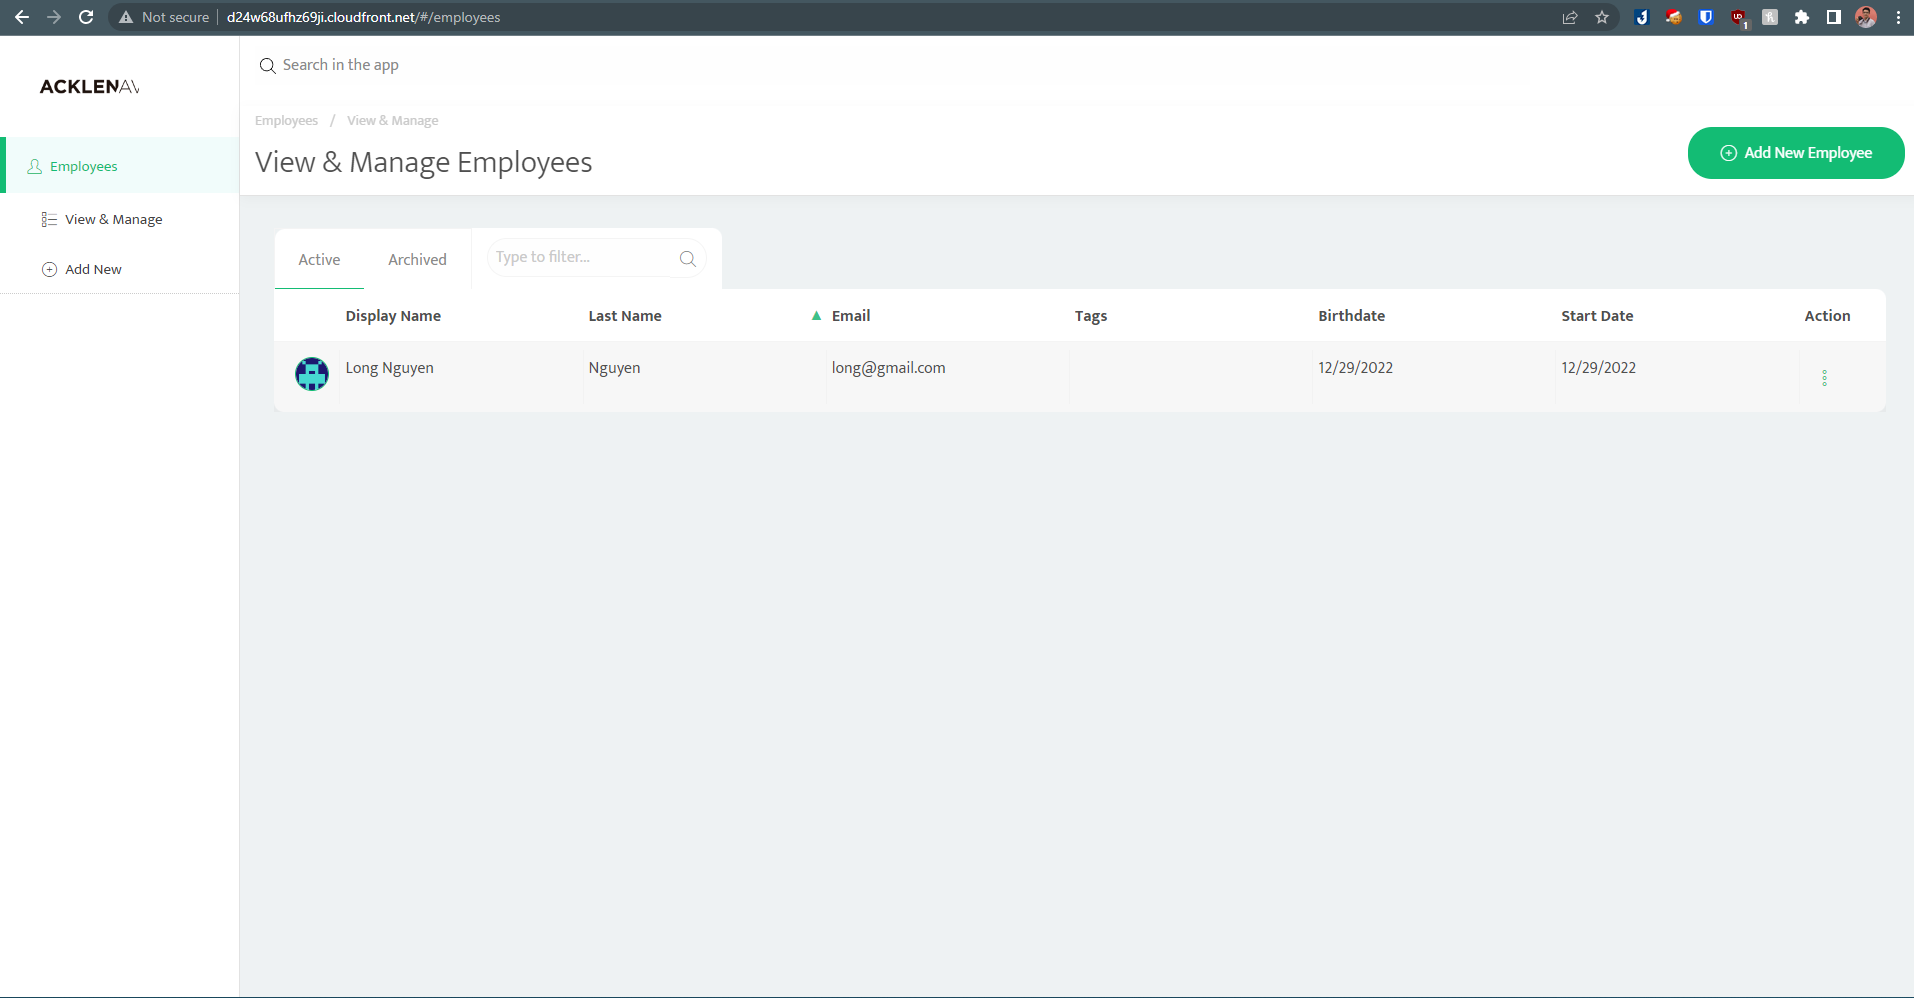 Not secure d24w68ufhz69ji.cloudfront.net/#/employees
1
ACKLENAV
Search in the app
Employees / View & Manage
View & Manage Employees
Add New Employee
Employees
View & Manage
Add New
Active Archived Type to filter...
Display Name Last Name ▲ Email Tags Birthdate Start Date Action
Long Nguyen Nguyen long@gmail.com 12/29/2022 12/29/2022